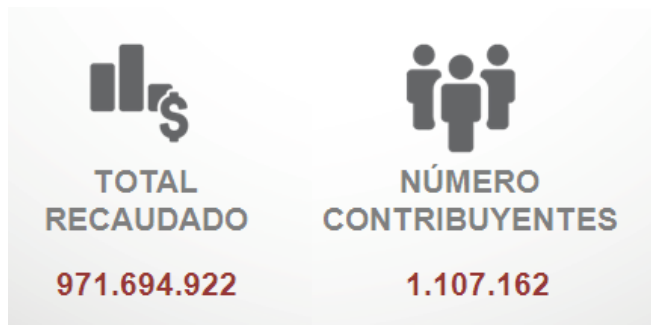 $
TOTAL
RECAUDADO
971.694.922
NÚMERO
CONTRIBUYENTES
1.107.162